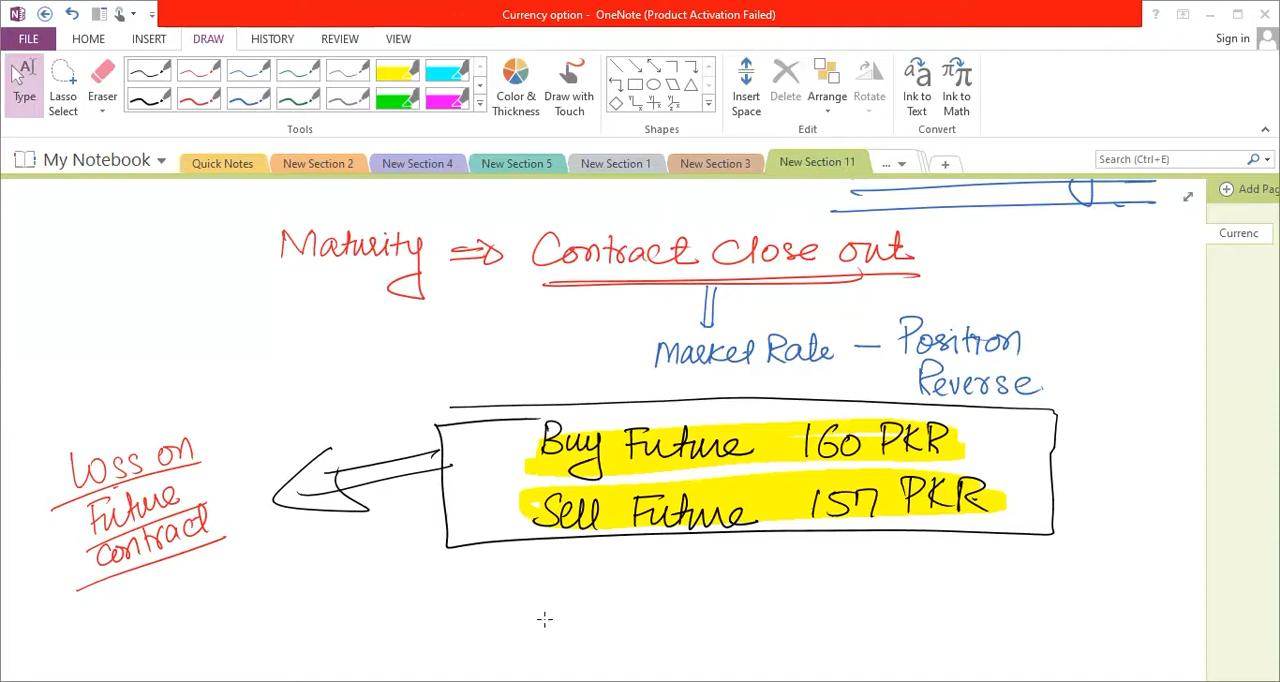 Currency option - OneNote (Product Activation Failed)
FILE HOME INSERT DRAW HISTORY REVIEW VIEW
Sign in
Type
Lasso Select
Eraser
Color & Thickness
Draw with Touch
Insert Space
Delete
Arrange
Rotate
Ink to Text
Ink to Math
Tools
Shapes
Edit
Convert
My Notebook
Quick Notes
New Section 2
New Section 4
New Section 5
New Section 1
New Section 3
New Section 11
...
Search (Ctrl+E)
Add Pag
Currenc
Maturity ⇒ Contract Close out
Market Rate — Position
Reverse
Buy Future 160 PKR
Sell Future 157 PKR
Loss on
Future
contract